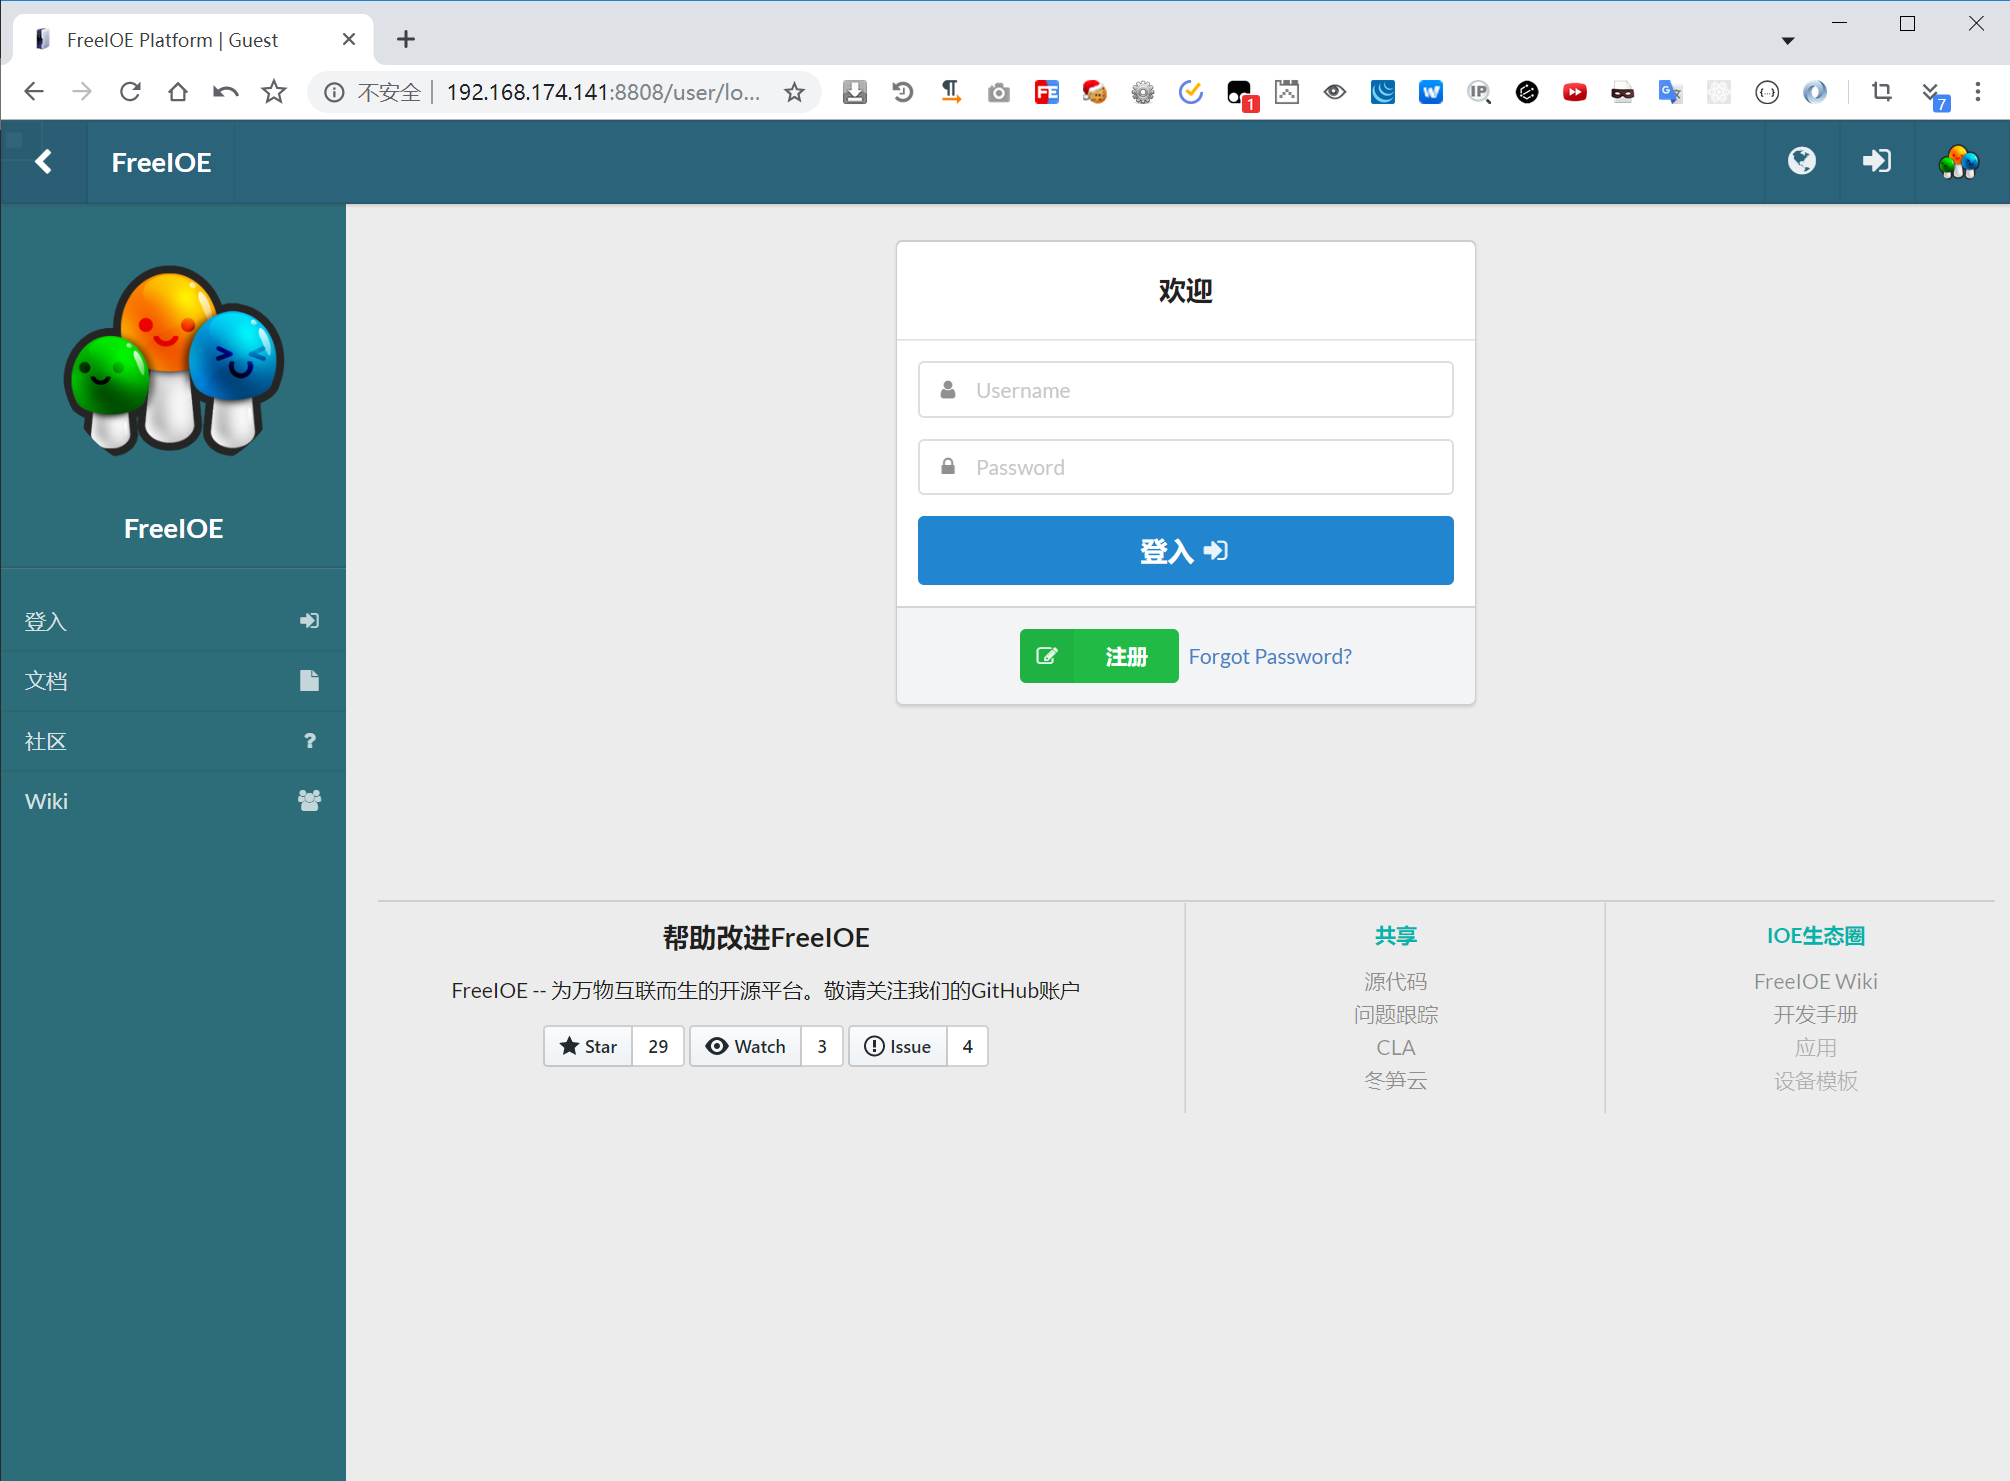 FreeIOE Platform | Guest
不安全 192.168.174.141:8808/user/lo...
1
7
FreeIOE
FreeIOE
登入
文档
社区
Wiki
欢迎
Username
Password
登入
注册 Forgot Password?
帮助改进FreeIOE
FreeIOE -- 为万物互联而生的开源平台。敬请关注我们的GitHub账户
Star 29 Watch 3 Issue 4
共享
源代码
问题跟踪
CLA
冬笋云
IOE生态圈
FreeIOE Wiki
开发手册
应用
设备模板